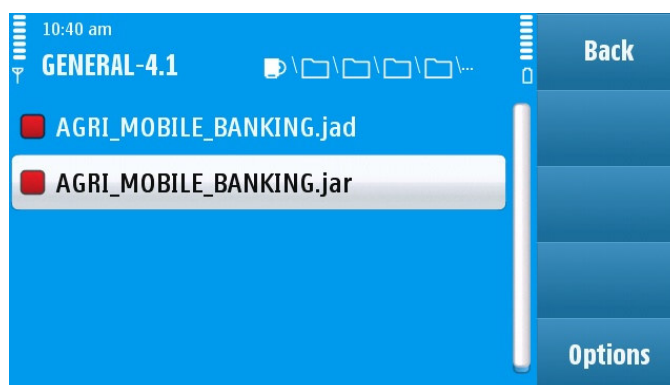 10:40 am
GENERAL-4.1
Back
AGRI_MOBILE_BANKING.jad
AGRI_MOBILE_BANKING.jar
Options